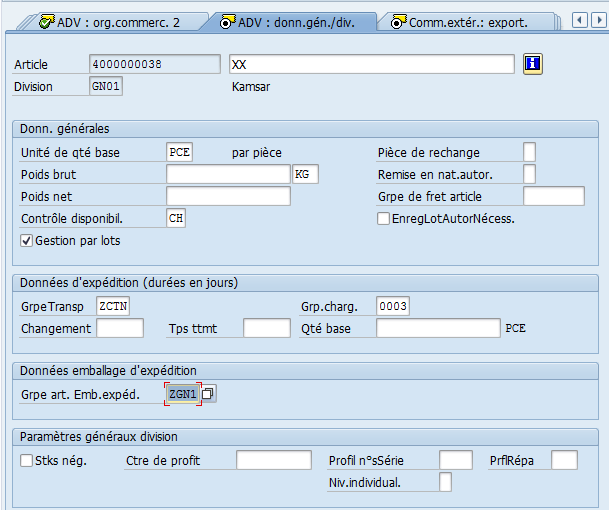 ADV : org.commerc. 2 ADV : donn.gén./div. Comm.extér.: export.
Article 4000000038 XX
Division GN01 Kamsar
Donn. générales
Unité de qté base PCE par pièce Pièce de rechange
Poids brut KG Remise en nat.autor.
Poids net Grpe de fret article
Contrôle disponibil. CH EnregLotAutorNécess.
Gestion par lots
Données d'expédition (durées en jours)
GrpeTransp ZCTN Grp.charg. 0003
Changement Tps ttmt Qté base PCE
Données emballage d'expédition
Grpe art. Emb.expéd. ZGN1
Paramètres généraux division
Stks nég. Ctre de profit Profil n°sSérie PrflRépa
Niv.individual.